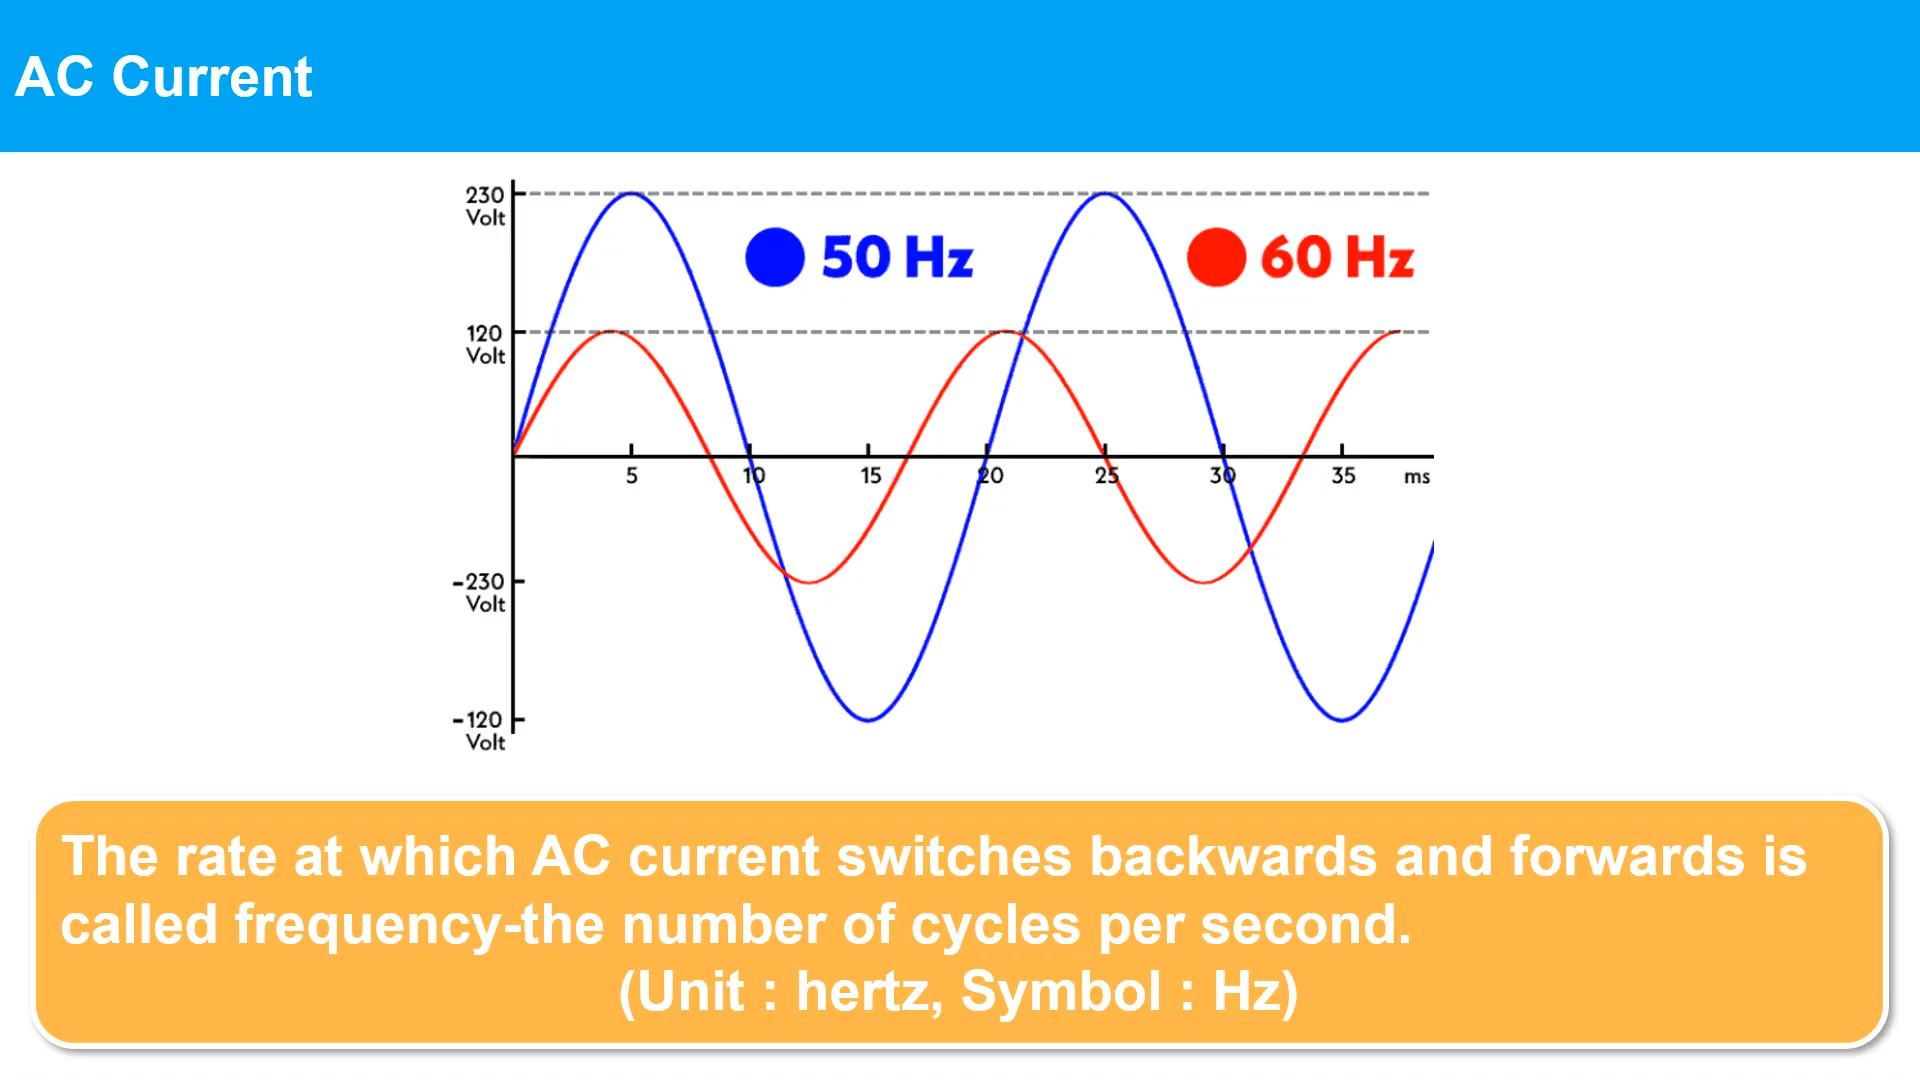 AC Current
230
Volt
50 Hz
60 Hz
120
Volt
5 10 15 20 25 30 35 ms
-230
Volt
-120
Volt
The rate at which AC current switches backwards and forwards is
called frequency-the number of cycles per second.
(Unit : hertz, Symbol : Hz)